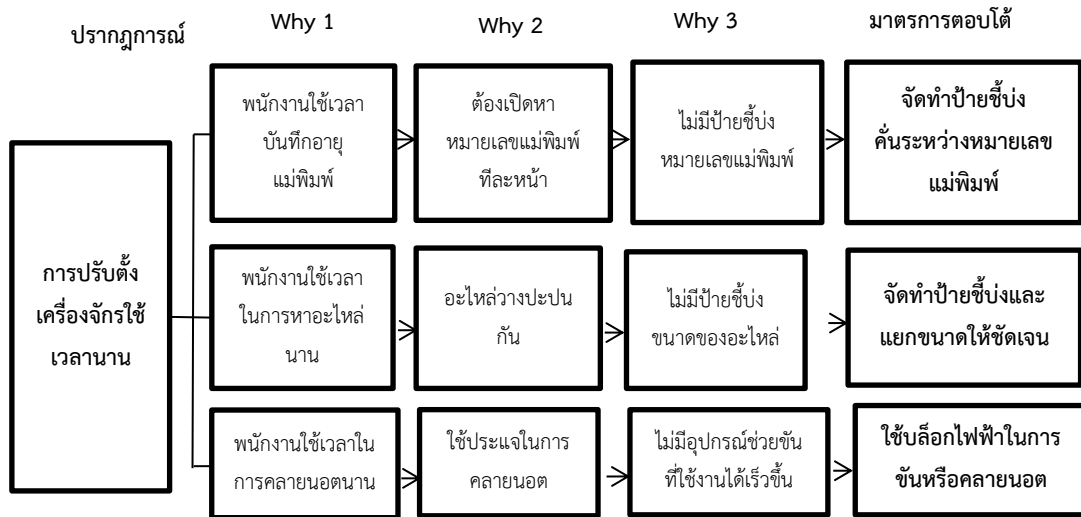 ปรากฎการณ์
Why 1
Why 2
Why 3
มาตรการตอบโต้
การปรับตั้ง
เครื่องจักรใช้
เวลานาน
พนักงานใช้เวลา
บันทึกอายุ
แม่พิมพ์
ต้องเปิดหา
หมายเลขแม่พิมพ์
ทีละหน้า
ไม่มีป้ายชี้บ่ง
หมายเลขแม่พิมพ์
จัดทำป้ายชี้บ่ง
คั่นระหว่างหมายเลข
แม่พิมพ์
พนักงานใช้เวลา
ในการหาอะไหล่
นาน
อะไหล่วางปะปน
กัน
ไม่มีป้ายชี้บ่ง
ขนาดของอะไหล่
จัดทำป้ายชี้บ่งและ
แยกขนาดให้ชัดเจน
พนักงานใช้เวลาใน
การคลายนอตนาน
ใช้ประแจในการ
คลายนอต
ไม่มีอุปกรณ์ช่วยขัน
ที่ใช้งานได้เร็วขึ้น
ใช้บล็อกไฟฟ้าในการ
ขันหรือคลายนอต